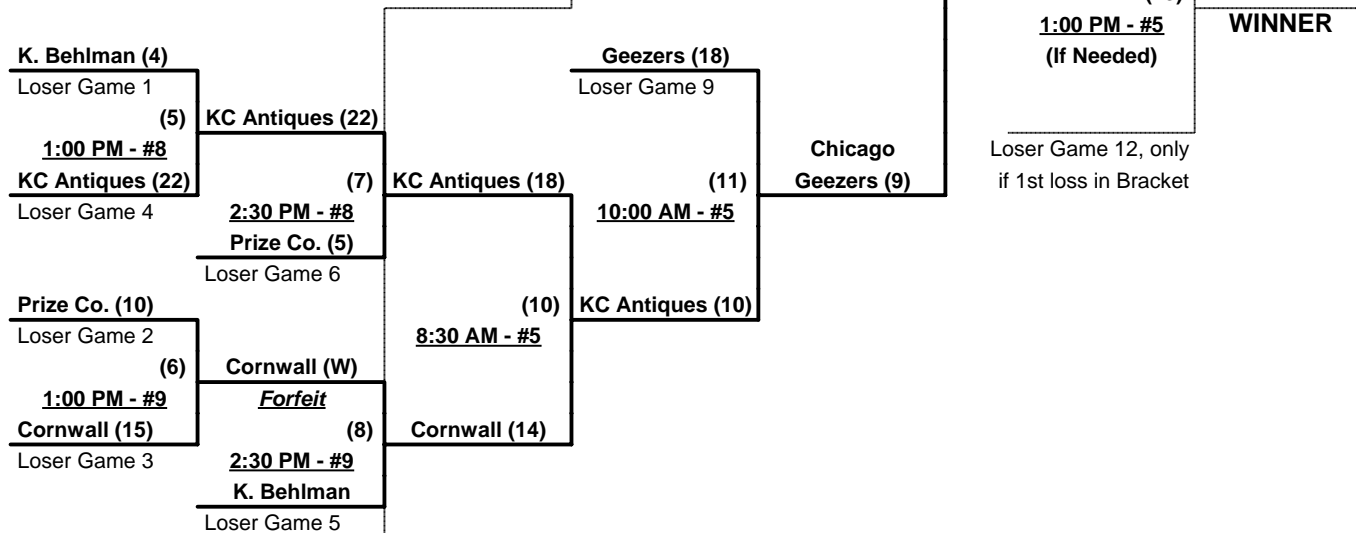 1:00 PM - #5
WINNER
(If Needed)
K. Behlman (4)
Loser Game 1
Geezers (18)
Loser Game 9
(5)
KC Antiques (22)
1:00 PM - #8
KC Antiques (22)
Loser Game 4
(7)
KC Antiques (18)
2:30 PM - #8
Prize Co. (5)
Loser Game 6
(11)
10:00 AM - #5
Chicago
Geezers (9)
Loser Game 12, only
if 1st loss in Bracket
Prize Co. (10)
Loser Game 2
(10)
KC Antiques (10)
8:30 AM - #5
(6)
Cornwall (W)
1:00 PM - #9
Forfeit
Cornwall (15)
Loser Game 3
(8)
Cornwall (14)
2:30 PM - #9
K. Behlman
Loser Game 5